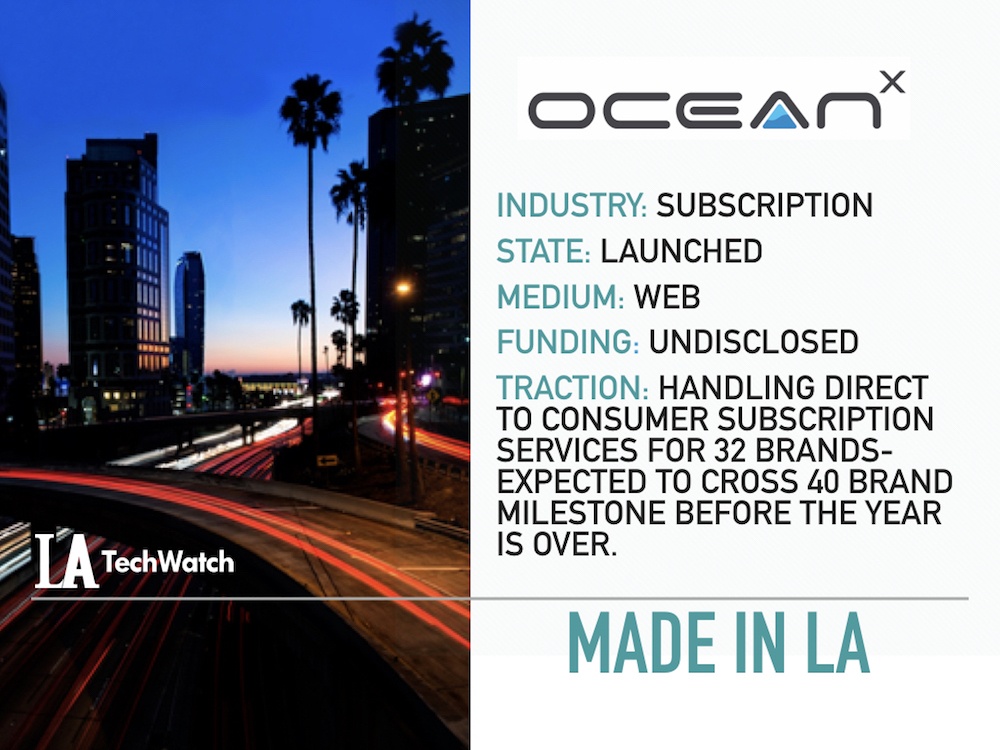 OCEAN X
INDUSTRY: SUBSCRIPTION
STATE: LAUNCHED
MEDIUM: WEB
FUNDING: UNDISCLOSED
TRACTION: HANDLING DIRECT
TO CONSUMER SUBSCRIPTION
SERVICES FOR 32 BRANDS-
EXPECTED TO CROSS 40 BRAND
MILESTONE BEFORE THE YEAR
IS OVER.
LA TechWatch
MADE IN LA